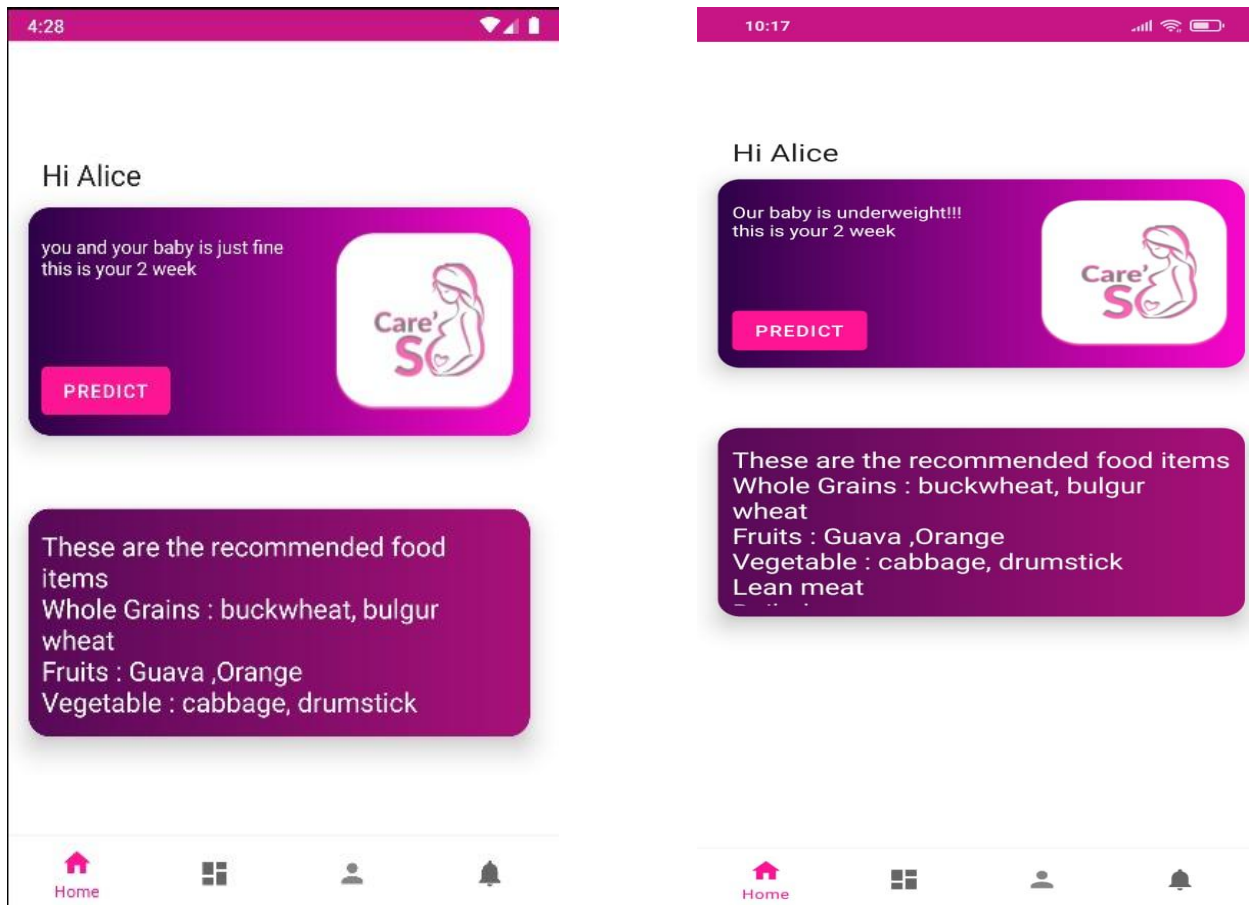 4:28
Hi Alice
you and your baby is just fine
this is your 2 week
Care'
SC
PREDICT
These are the recommended food
items
Whole Grains : buckwheat, bulgur
wheat
Fruits : Guava ,Orange
Vegetable : cabbage, drumstick
Home
10:17
Hi Alice
Our baby is underweight!!!
this is your 2 week
Care'
SC
PREDICT
These are the recommended food items
Whole Grains : buckwheat, bulgur
wheat
Fruits : Guava ,Orange
Vegetable : cabbage, drumstick
Lean meat
Home